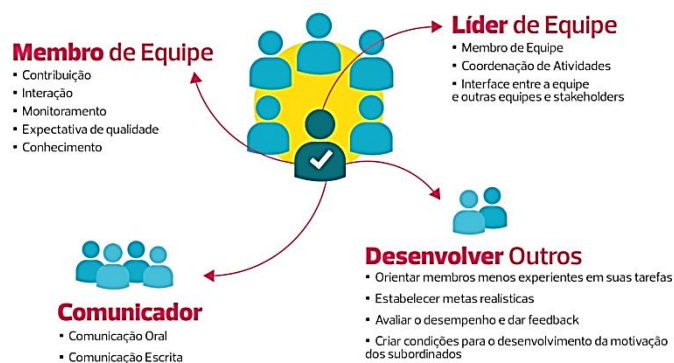 Membro de Equipe
▪ Contribuição
▪ Interação
▪ Monitoramento
▪ Expectativa de qualidade
▪ Conhecimento
Líder de Equipe
▪ Membro de Equipe
▪ Coordenação de Atividades
▪ Interface entre a equipe
e outras equipes e stakeholders
Comunicador
▪ Comunicação Oral
▪ Comunicação Escrita
Desenvolver Outros
▪ Orientar membros menos experientes em suas tarefas
▪ Estabelecer metas realísticas
▪ Avaliar o desempenho e dar feedback
▪ Criar condições para o desenvolvimento da motivação
dos subordinados